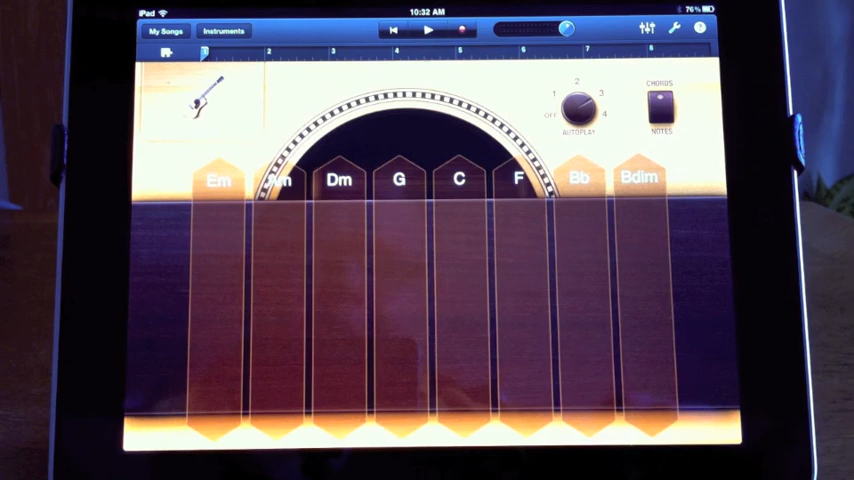 iPad 10:32 AM 76%
My Songs Instruments
1 2 3 4 5 6 7 8
CHORDS
2
1 3
OFF 4
AUTOPLAY NOTES
Em Am Dm G C F Bb Bdim